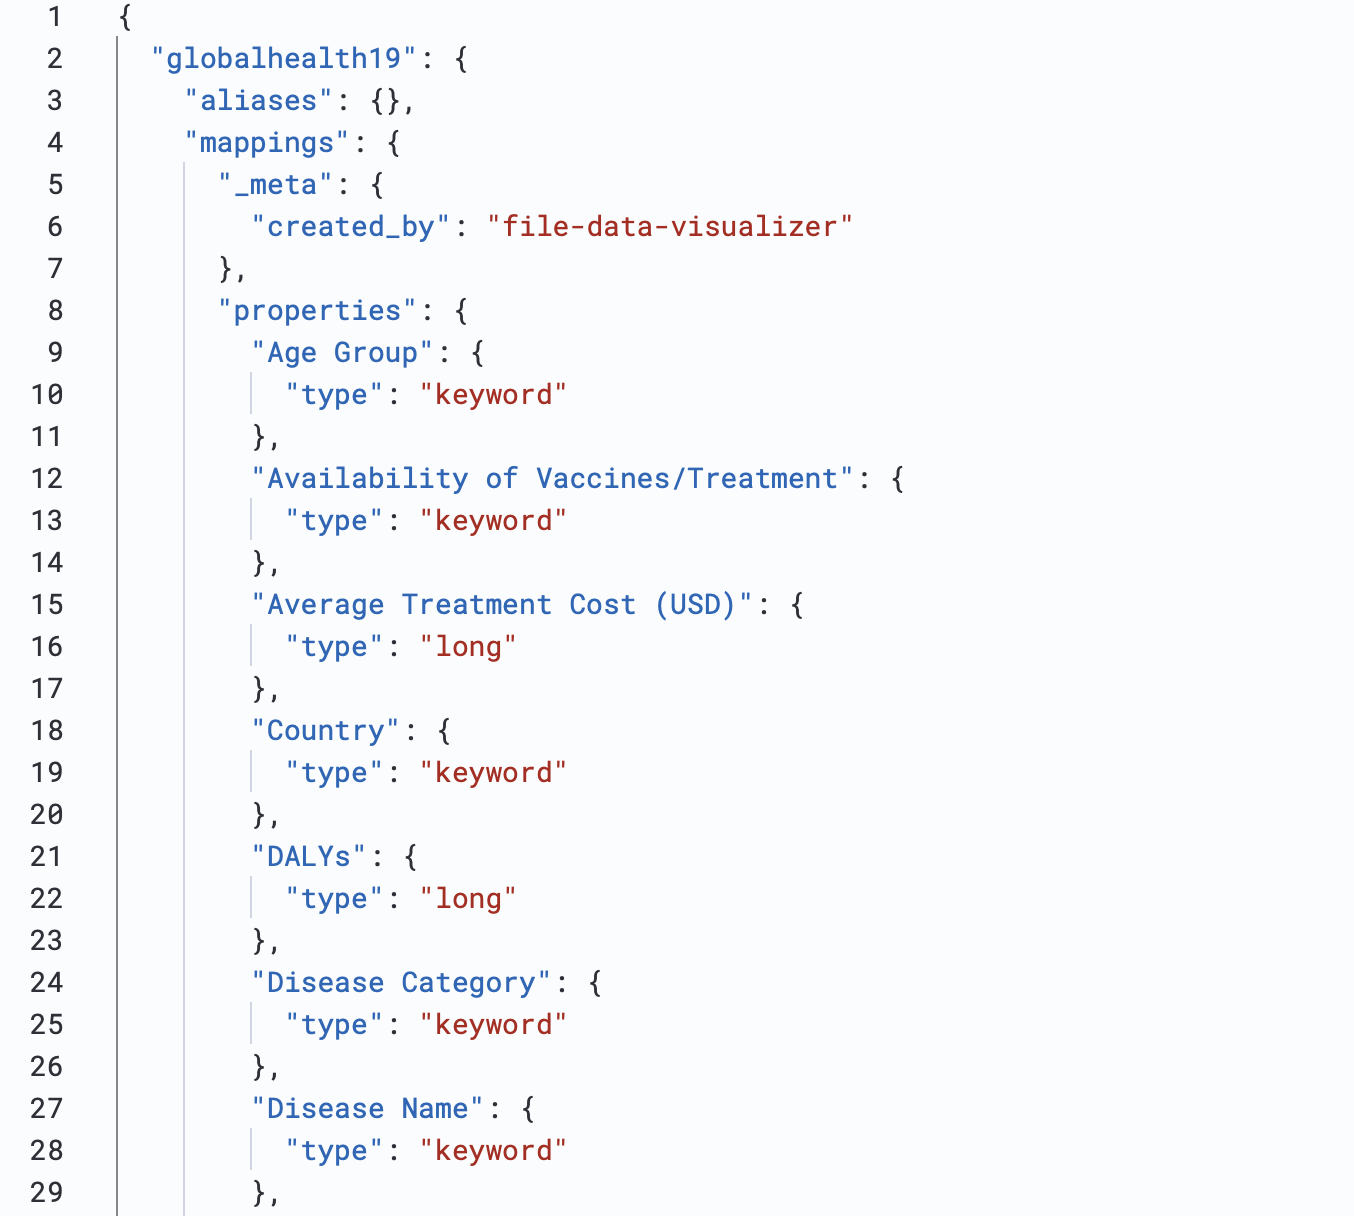 1 {
2 "globalhealth19": {
3 "aliases": {},
4 "mappings": {
5 "_meta": {
6 "created_by": "file-data-visualizer"
7 },
8 "properties": {
9 "Age Group": {
10 "type": "keyword"
11 },
12 "Availability of Vaccines/Treatment": {
13 "type": "keyword"
14 },
15 "Average Treatment Cost (USD)": {
16 "type": "long"
17 },
18 "Country": {
19 "type": "keyword"
20 },
21 "DALYs": {
22 "type": "long"
23 },
24 "Disease Category": {
25 "type": "keyword"
26 },
27 "Disease Name": {
28 "type": "keyword"
29 },